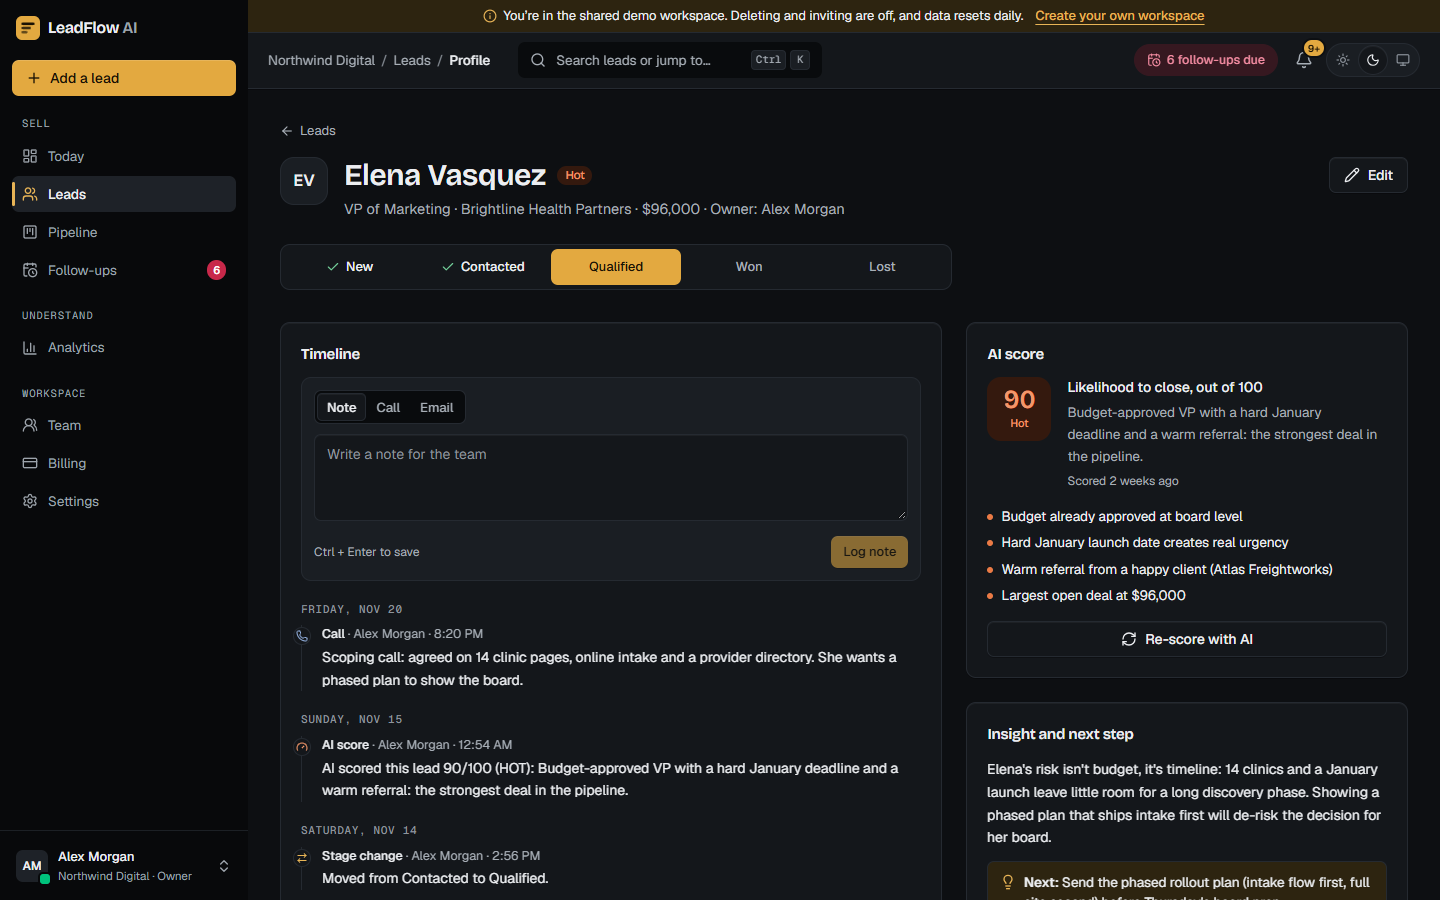 LeadFlow AI
Add a lead
SELL
Today
Leads
Pipeline
Follow-ups
6
UNDERSTAND
Analytics
WORKSPACE
Team
Billing
Settings
AM
Alex Morgan
Northwind Digital · Owner
You're in the shared demo workspace. Deleting and inviting are off, and data resets daily. Create your own workspace
Northwind Digital / Leads / Profile
Search leads or jump to... Ctrl K
6 follow-ups due
9+
Leads
EV
Elena Vasquez Hot
VP of Marketing · Brightline Health Partners · $96,000 · Owner: Alex Morgan
Edit
New Contacted Qualified Won Lost
Timeline
Note Call Email
Write a note for the team
Ctrl + Enter to save
Log note
FRIDAY, NOV 20
Call · Alex Morgan · 8:20 PM
Scoping call: agreed on 14 clinic pages, online intake and a provider directory. She wants a
phased plan to show the board.
SUNDAY, NOV 15
AI score · Alex Morgan · 12:54 AM
AI scored this lead 90/100 (HOT): Budget-approved VP with a hard January deadline and a
warm referral: the strongest deal in the pipeline.
SATURDAY, NOV 14
Stage change · Alex Morgan · 2:56 PM
Moved from Contacted to Qualified.
AI score
90
Hot
Likelihood to close, out of 100
Budget-approved VP with a hard January
deadline and a warm referral: the strongest deal in
the pipeline.
Scored 2 weeks ago
Budget already approved at board level
Hard January launch date creates real urgency
Warm referral from a happy client (Atlas Freightworks)
Largest open deal at $96,000
Re-score with AI
Insight and next step
Elena's risk isn't budget, it's timeline: 14 clinics and a January
launch leave little room for a long discovery phase. Showing a
phased plan that ships intake first will de-risk the decision for
her board.
Next: Send the phased rollout plan (intake flow first, full